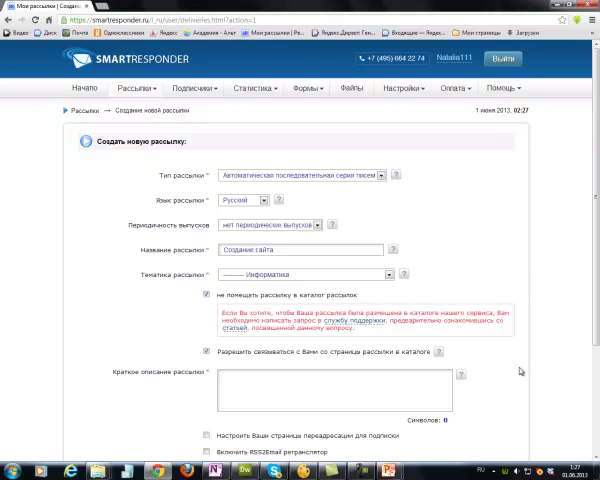 Мои рассылки | Создани
https://smartresponder.ru/l_ru/user/deliveries.html?action=1
Видео Диск Почта Одноклассники Яндекс Академия - Альт Мои рассылки | Ре Яндекс.Директ: Ген Входящие — Яндекс Мои страницы Загрузки
SMARTRESPONDER
+7 (495) 664 22 74 Natalia111 Выйти
Начало Рассылки Подписчики Статистика Формы Файлы Настройки Оплата Помощь
Рассылки → Создание новой рассылки 1 июня 2013, 02:27
Создать новую рассылку:
Тип рассылки * Автоматическая последовательная серия писем ?
Язык рассылки * Русский ?
Периодичность выпусков нет периодических выпусков ?
Название рассылки * Создание сайта ?
Тематика рассылки * ---------- Информатика ?
не помещать рассылку в каталог рассылок
Если Вы хотите, чтобы Ваша рассылка была размещена в каталоге нашего сервиса, Вам
необходимо написать запрос в службу поддержки, предварительно ознакомившись со
статьей, посвященной данному вопросу.
Разрешить связываться с Вами со страницы рассылки в каталоге ?
Краткое описание рассылки * ?
Символов: 0
Настроить Ваши страницы переадресации для подписки
Включить RSS2Email ретранслятор
RU 1:27
01.06.2013